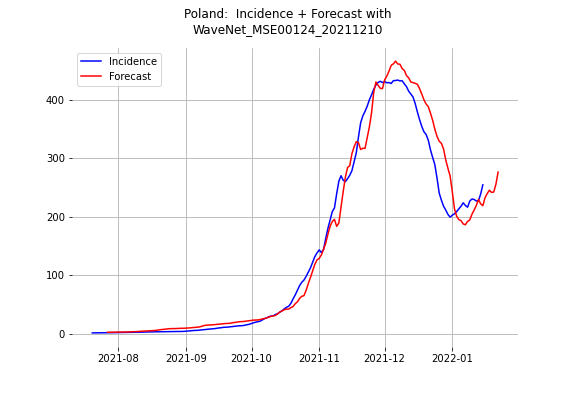 Poland:  Incidence + Forecast with
WaveNet_MSE00124_20211210
Incidence
Forecast
400
300
200
100
0
2021-08 2021-09 2021-10 2021-11 2021-12 2022-01